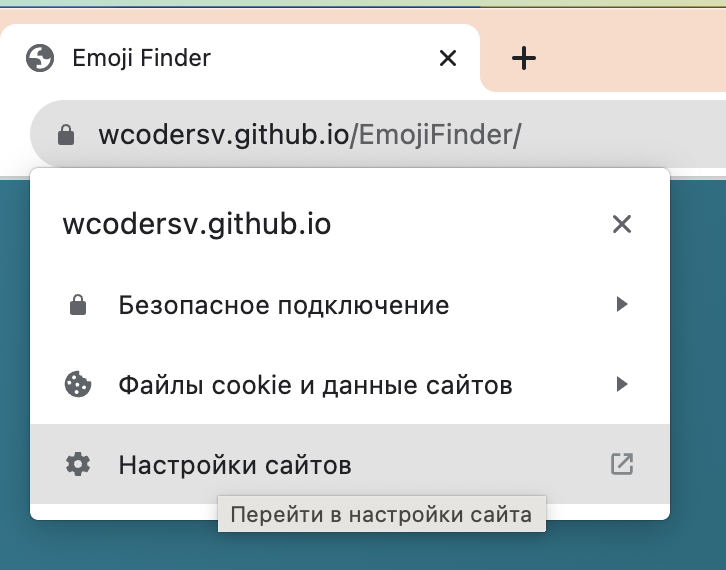 Emoji Finder
wcodersv.github.io/EmojiFinder/
wcodersv.github.io
Безопасное подключение
Файлы cookie и данные сайтов
Настройки сайтов
Перейти в настройки сайта